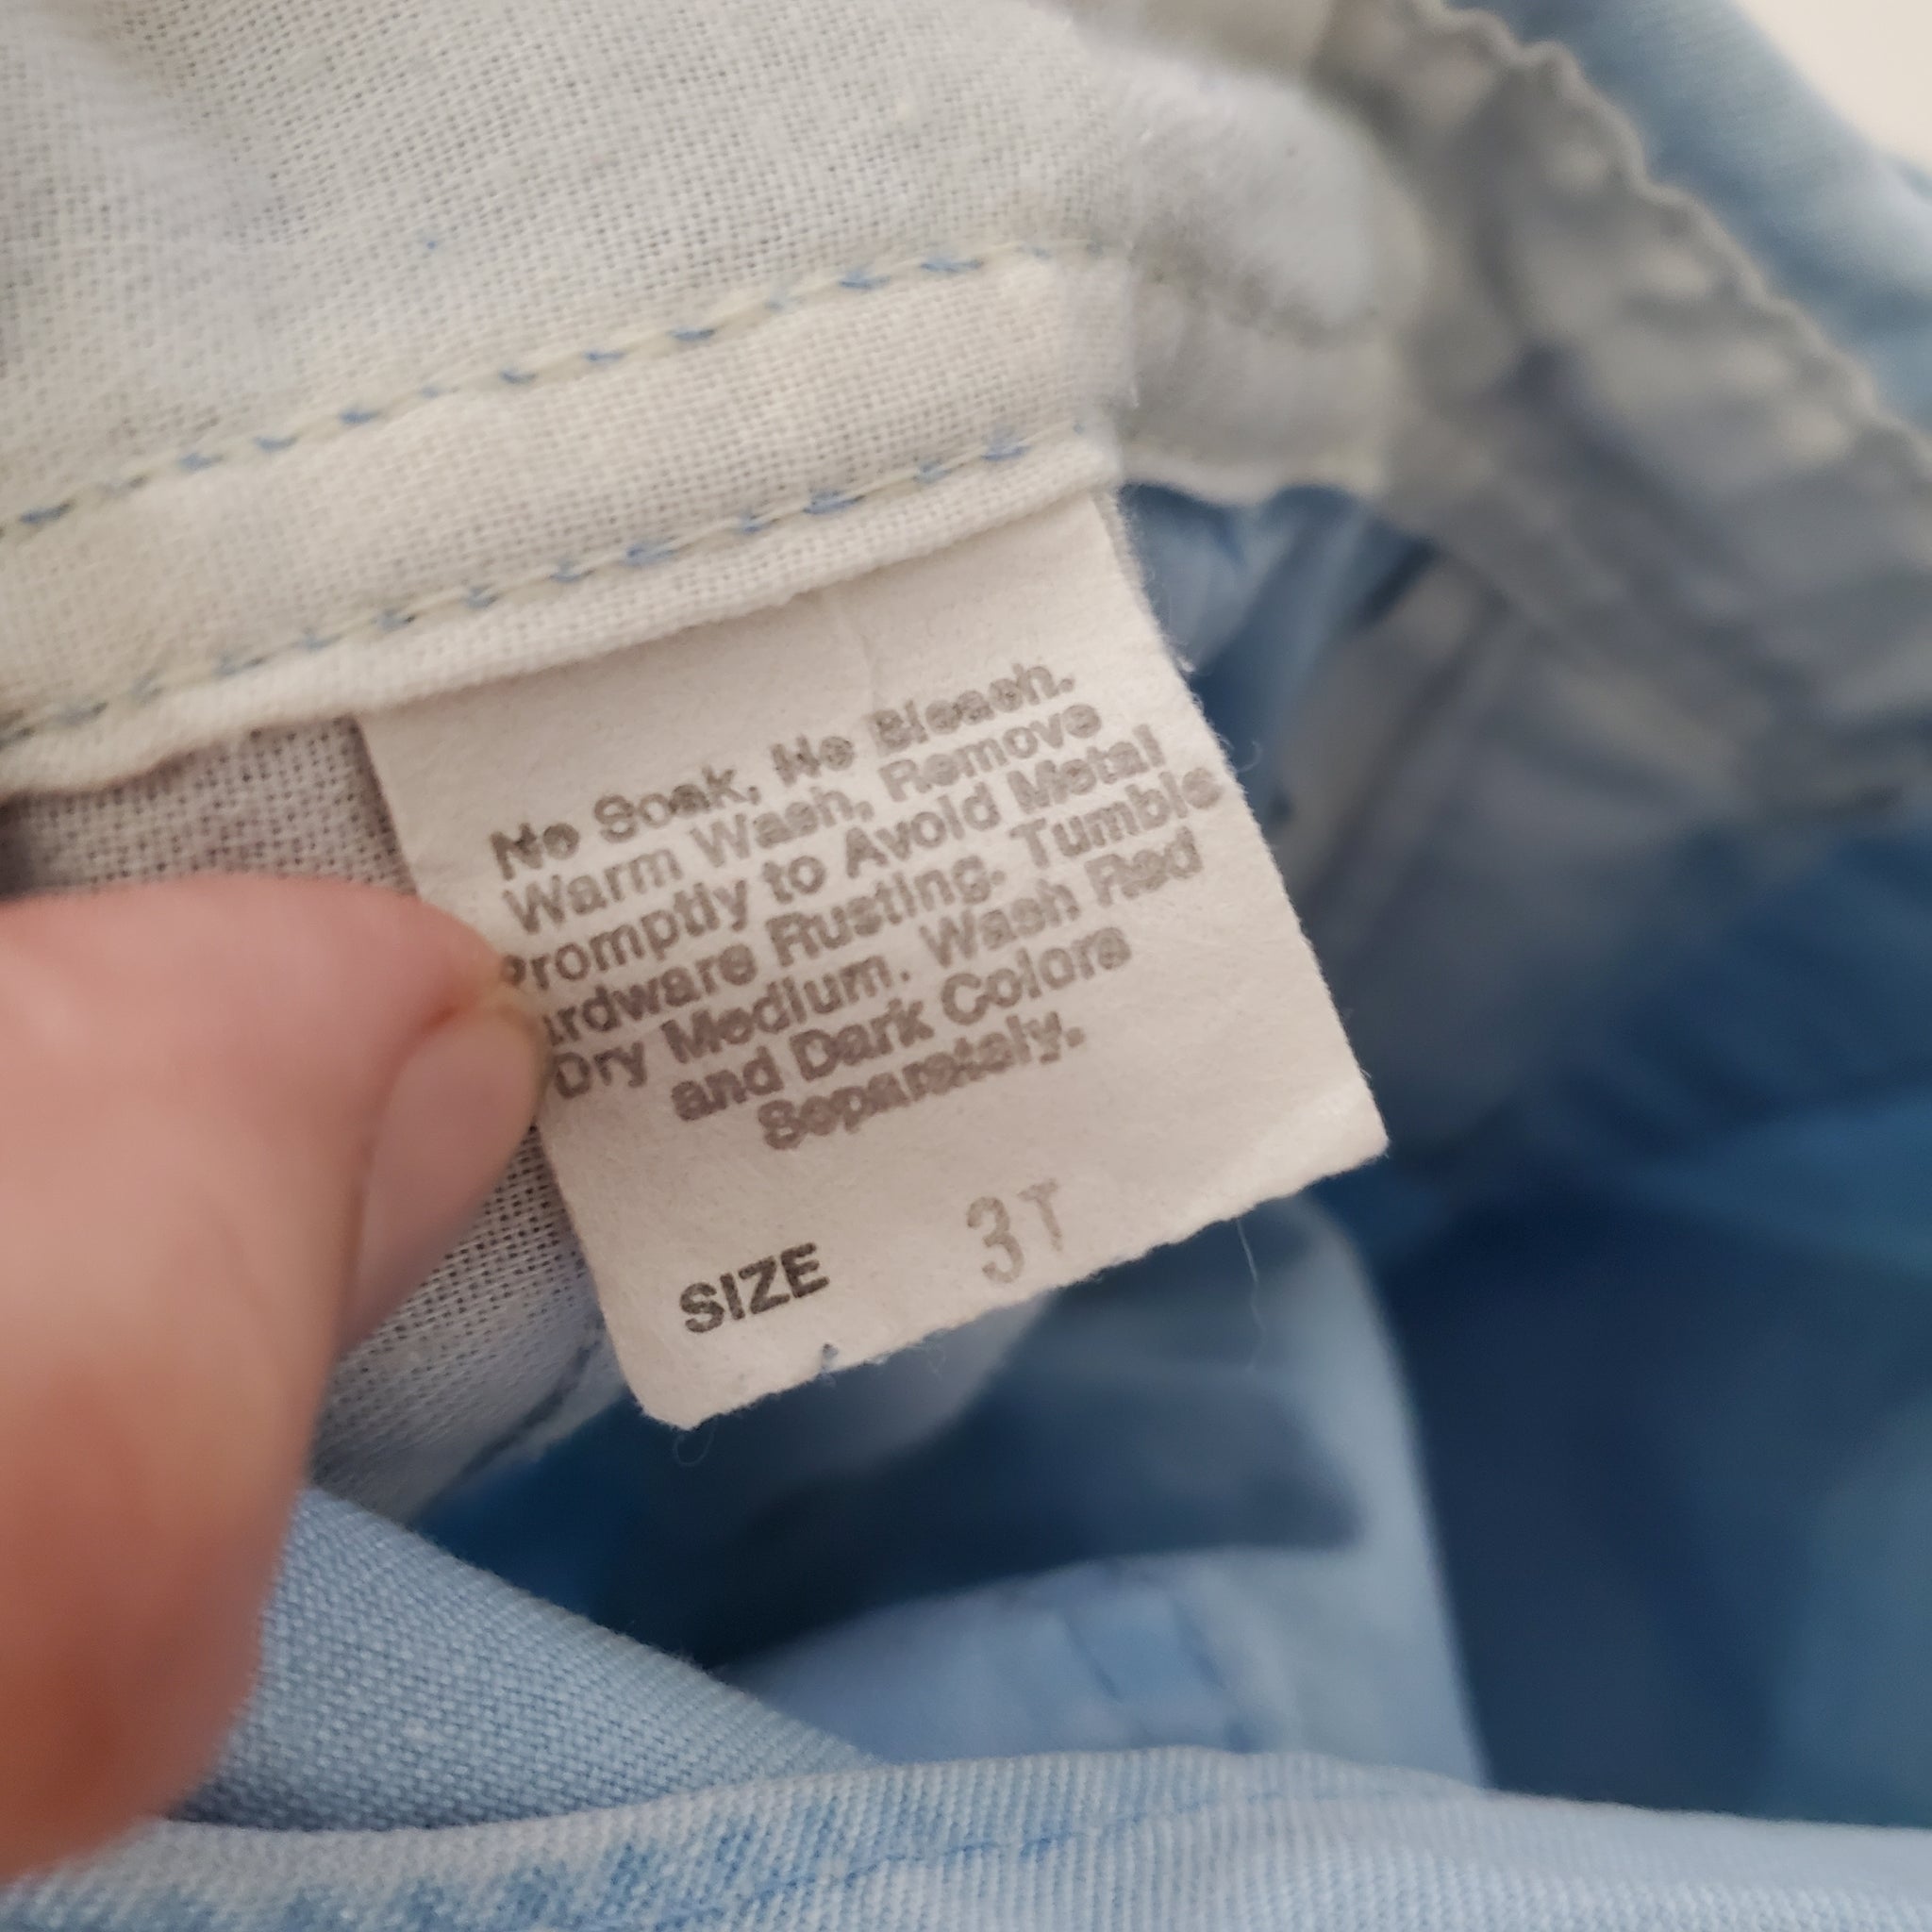 No Soak, No Bleach.
Warm Wash, Remove
Promptly to Avoid Metal
ardware Rusting. Tumble
Dry Medium. Wash Red
and Dark Colors
Separately.
SIZE 3T